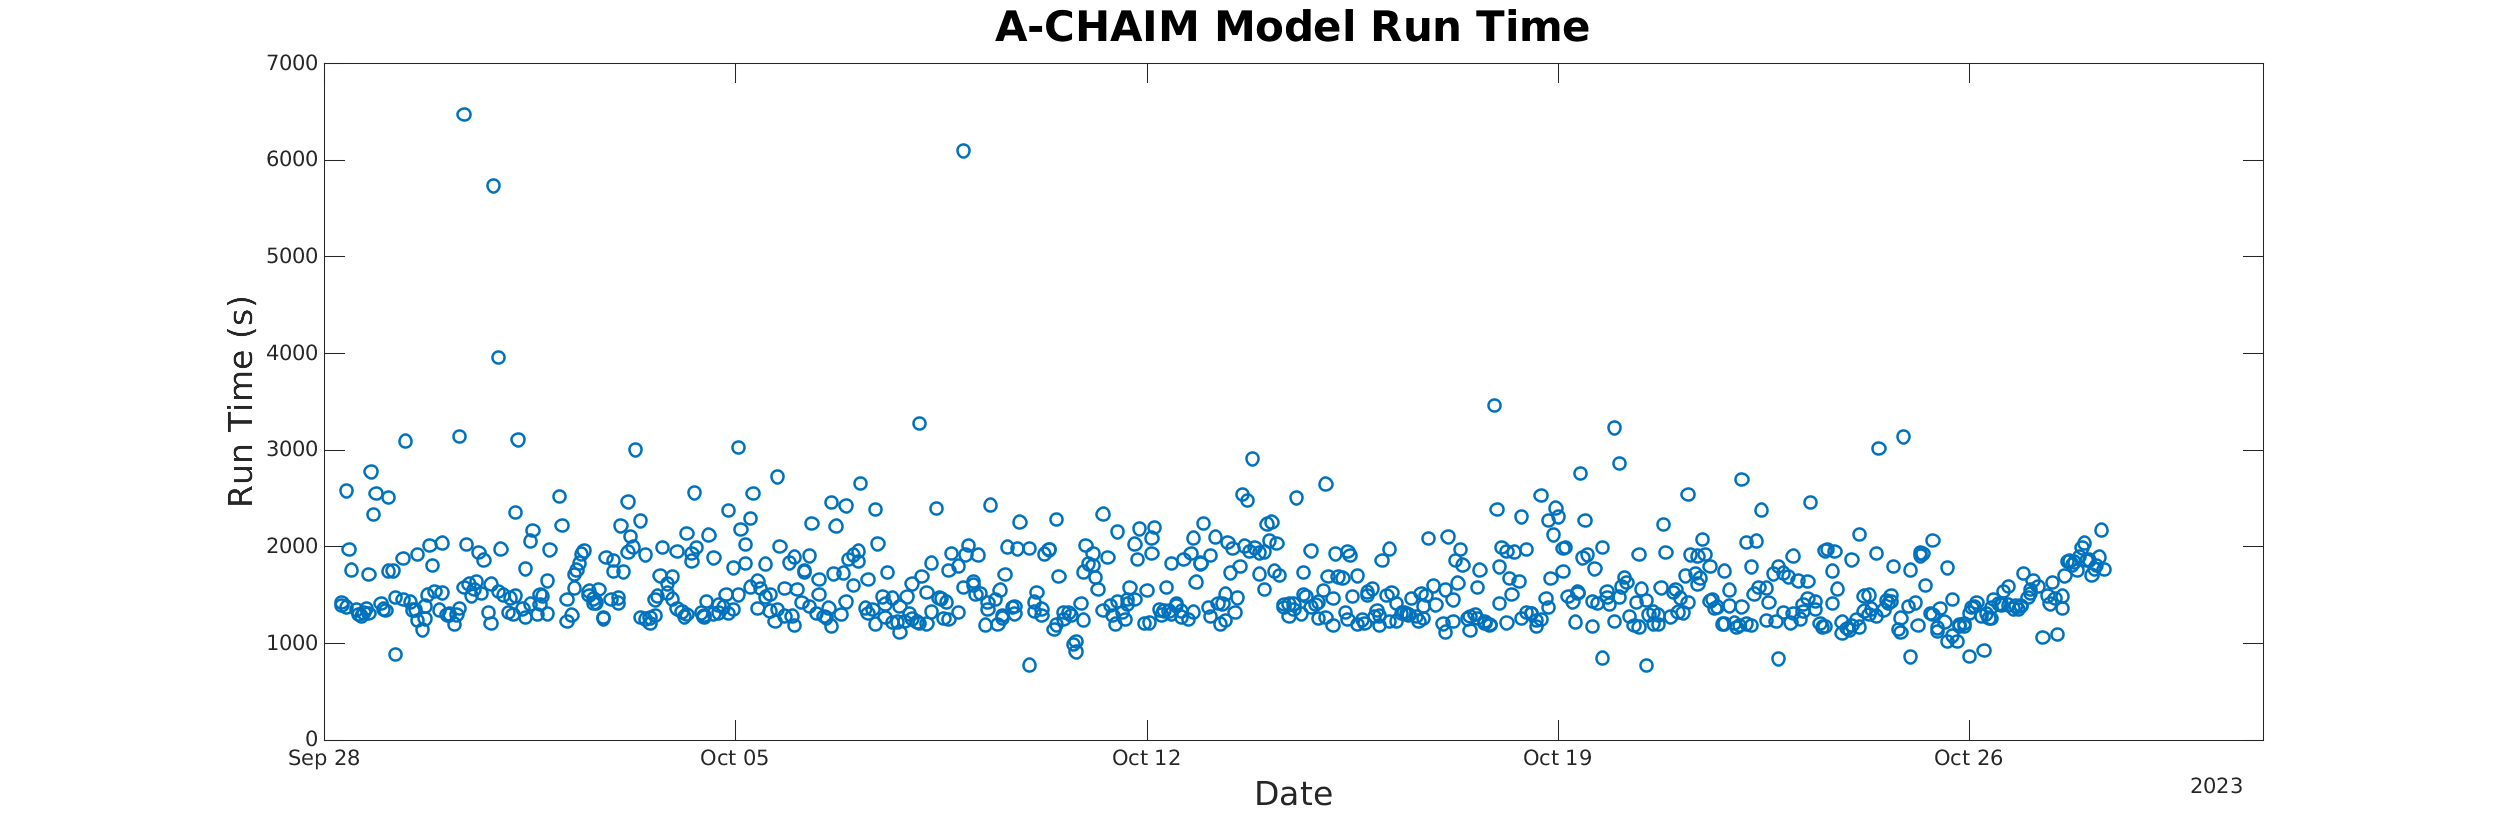 A-CHAIM Model Run Time
7000
6000
5000
4000
3000
2000
1000
0
Run Time (s)
Sep 28 Oct 05 Oct 12 Oct 19 Oct 26
2023
Date